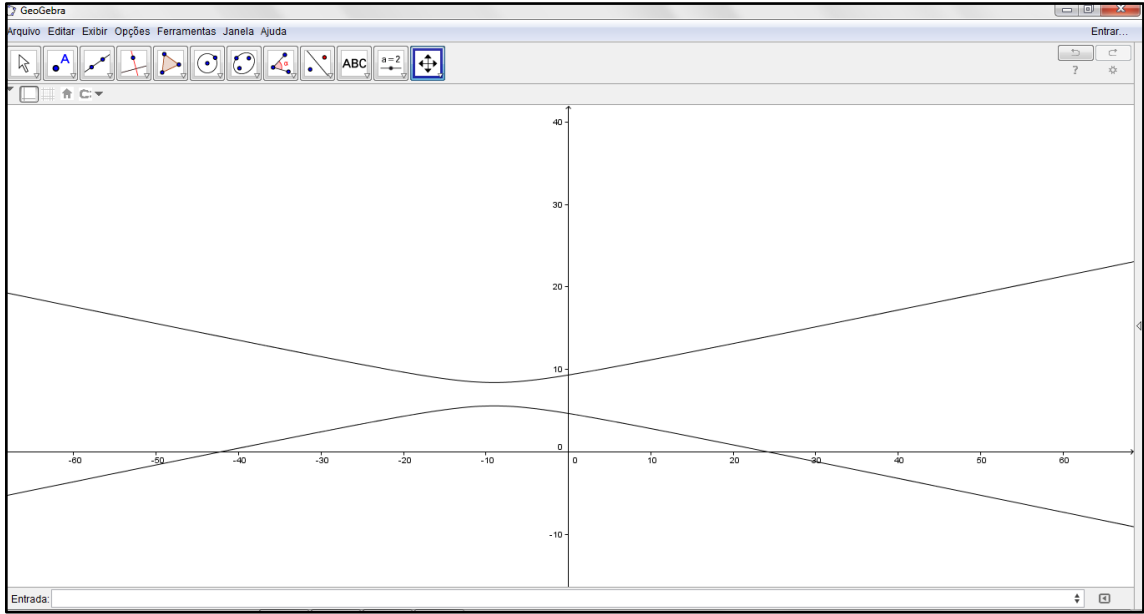 GeoGebra
Arquivo Editar Exibir Opções Ferramentas Janela Ajuda
Entrar...
A
α
ABC
a=2
?
40
30
20
10
0
-60 -50 -40 -30 -20 -10 0 10 20 30 40 50 60
-10
Entrada: